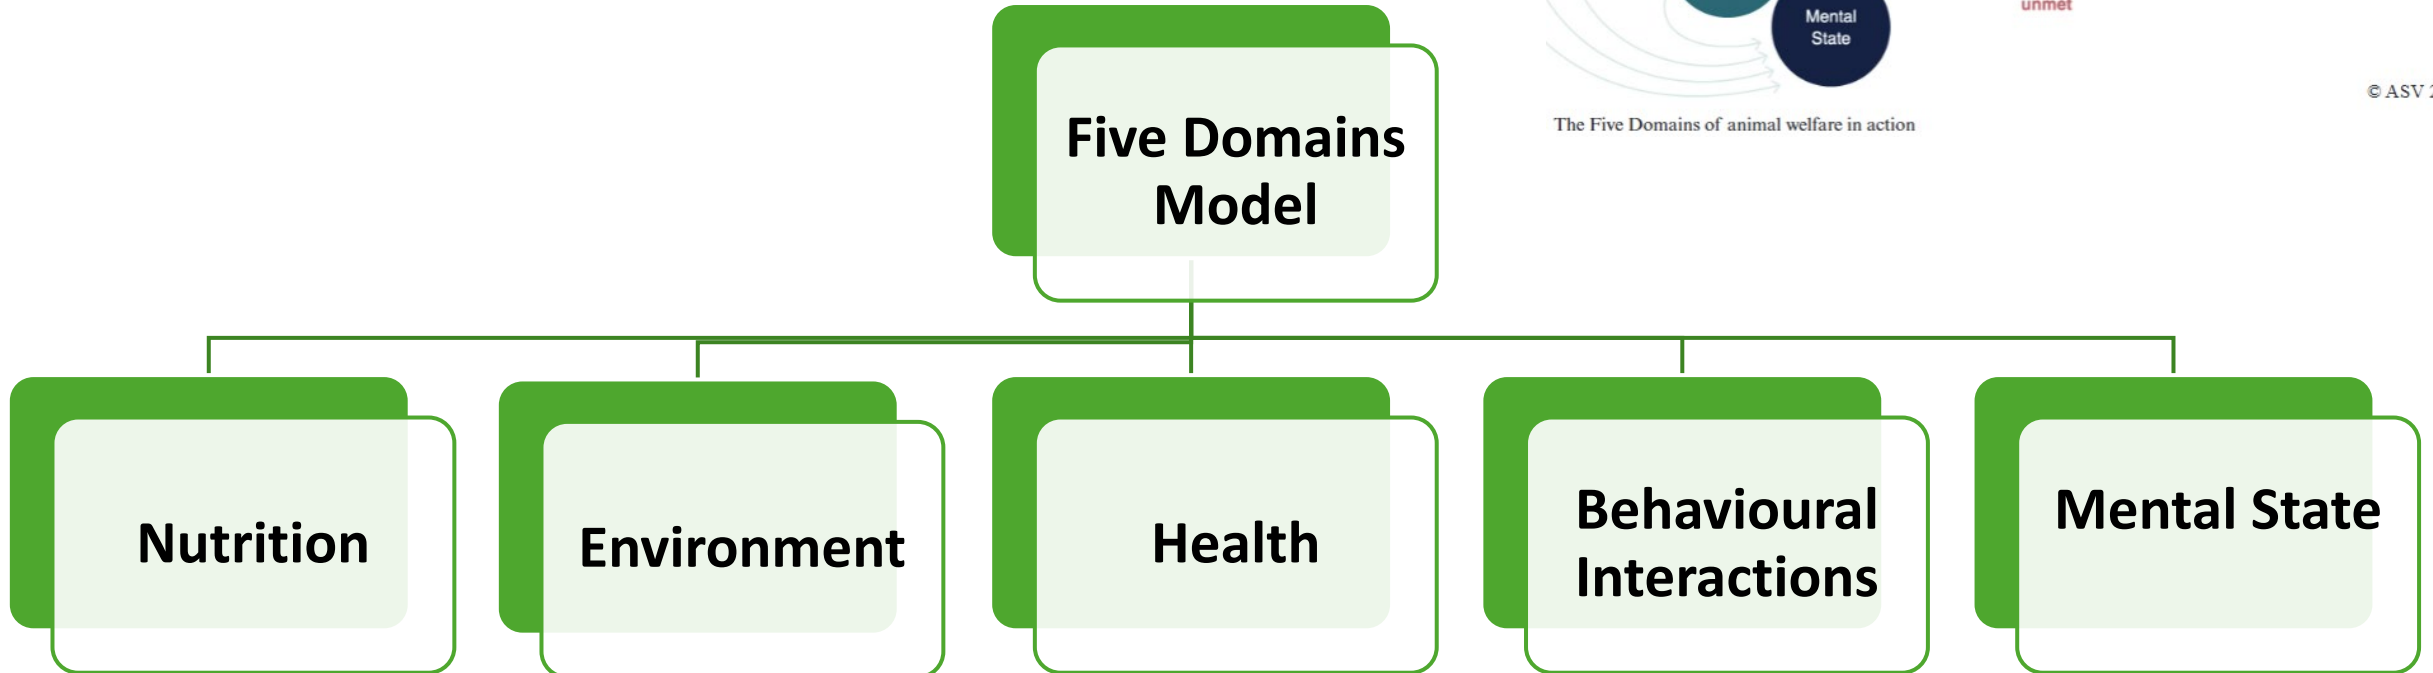 unmet
Mental
State
© ASV
The Five Domains of animal welfare in action
Five Domains
Model
Nutrition
Environment
Health
Behavioural
Interactions
Mental State